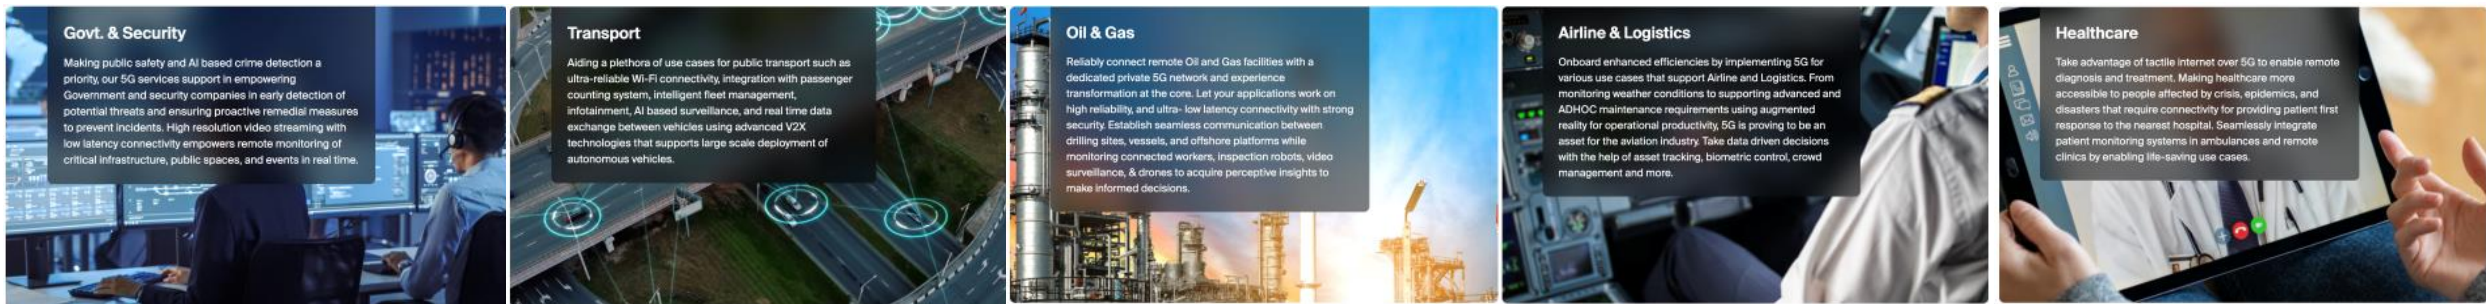 Govt. & Security
Making public safety and AI based crime detection a
priority, our 5G services support in empowering
Government and security companies in early detection of
potential threats and ensuring proactive remedial measures
to prevent incidents. High resolution video streaming with
low latency connectivity empowers remote monitoring of
critical infrastructure, public spaces, and events in real time.
Transport
Aiding a plethora of use cases for public transport such as
ultra-reliable Wi-Fi connectivity, integration with passenger
counting system, intelligent fleet management,
infotainment, AI based surveillance, and real time data
exchange between vehicles using advanced V2X
technologies that supports large scale deployment of
autonomous vehicles.
Oil & Gas
Reliably connect remote Oil and Gas facilities with a
dedicated private 5G network and experience
transformation at the core. Let your applications work on
high reliability, and ultra- low latency connectivity with strong
security. Establish seamless communication between
drilling sites, vessels, and offshore platforms while
monitoring connected workers, inspection robots, video
surveillance, & drones to acquire perceptive insights to
make informed decisions.
Airline & Logistics
Onboard enhanced efficiencies by implementing 5G for
various use cases that support Airline and Logistics. From
monitoring weather conditions to supporting advanced and
ADHOC maintenance requirements using augmented
reality for operational productivity, 5G is proving to be an
asset for the aviation industry. Take data driven decisions
with the help of asset tracking, biometric control, crowd
management and more.
Healthcare
Take advantage of tactile internet over 5G to enable remote
diagnosis and treatment. Making healthcare more
accessible to people affected by crisis, epidemics, and
disasters that require connectivity for providing patient first
response to the nearest hospital. Seamlessly integrate
patient monitoring systems in ambulances and remote
clinics by enabling life-saving use cases.